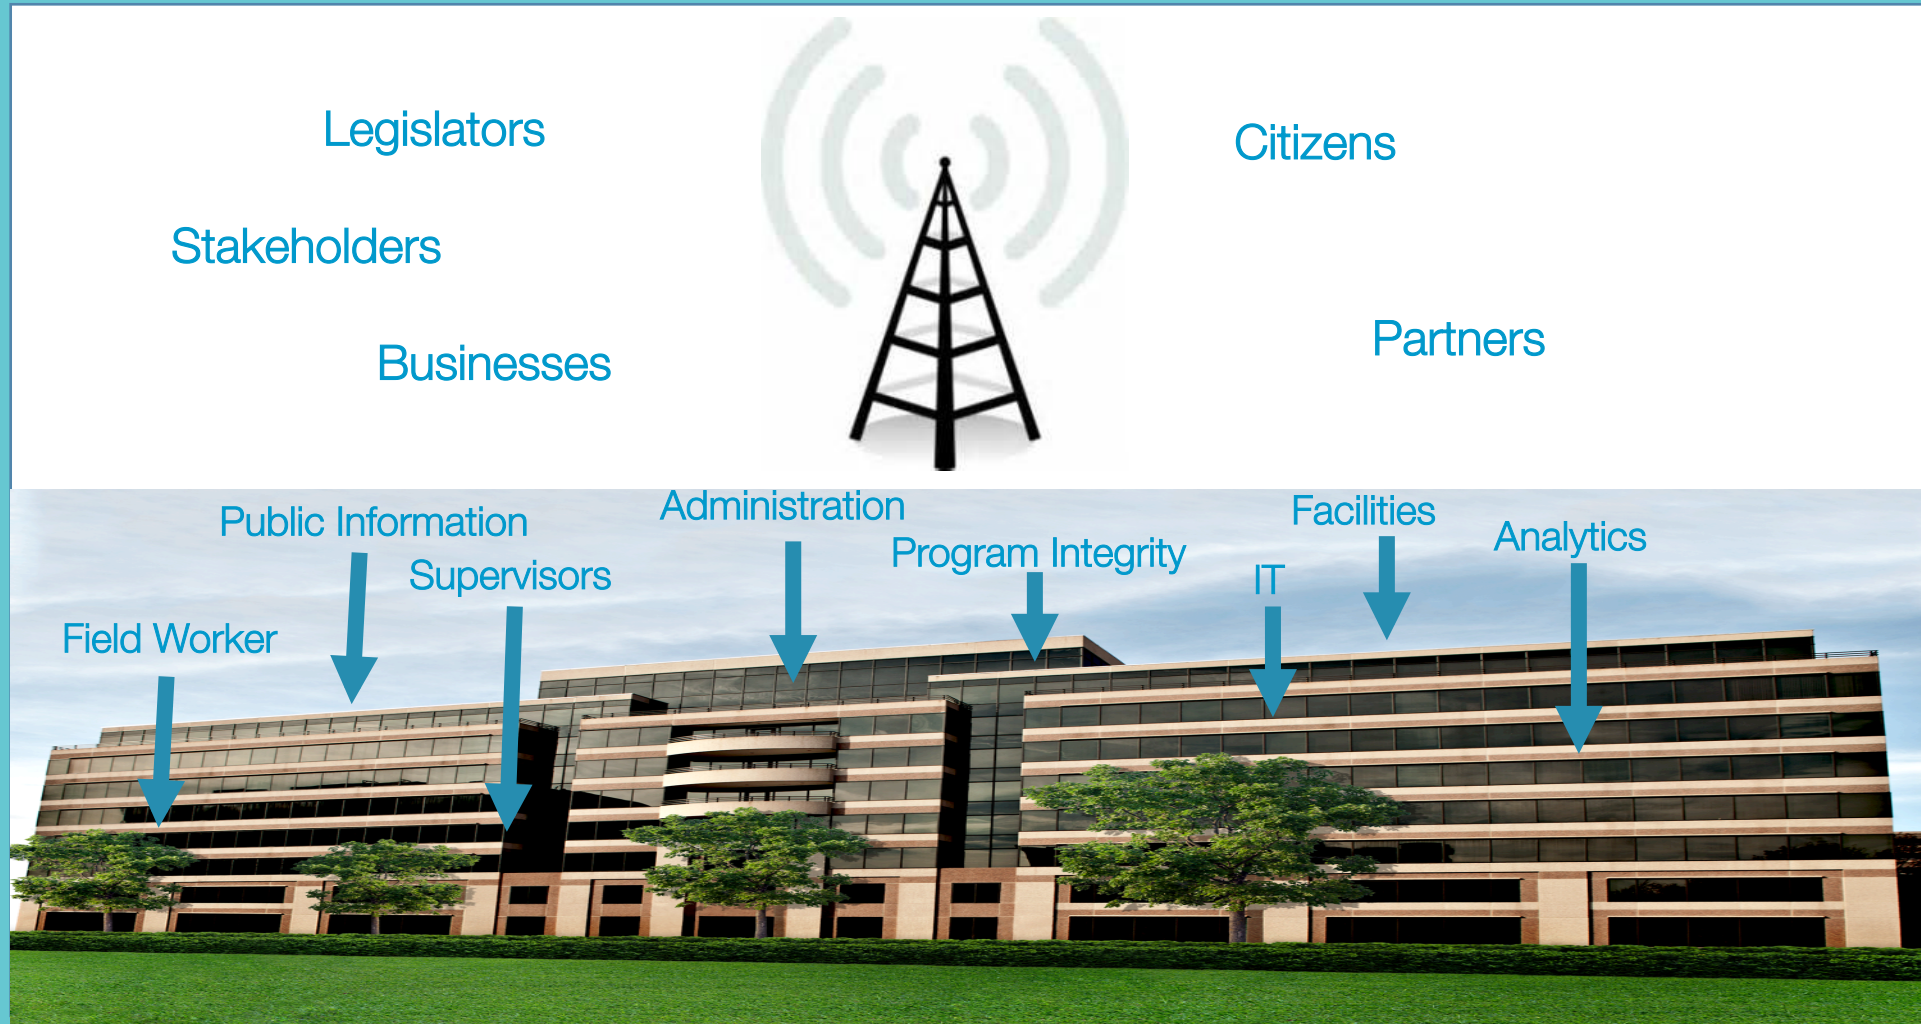 Legislators
Citizens
Stakeholders
Partners
Businesses
Administration
Facilities
Public Information
Analytics
Program Integrity
Supervisors
IT
Field Worker